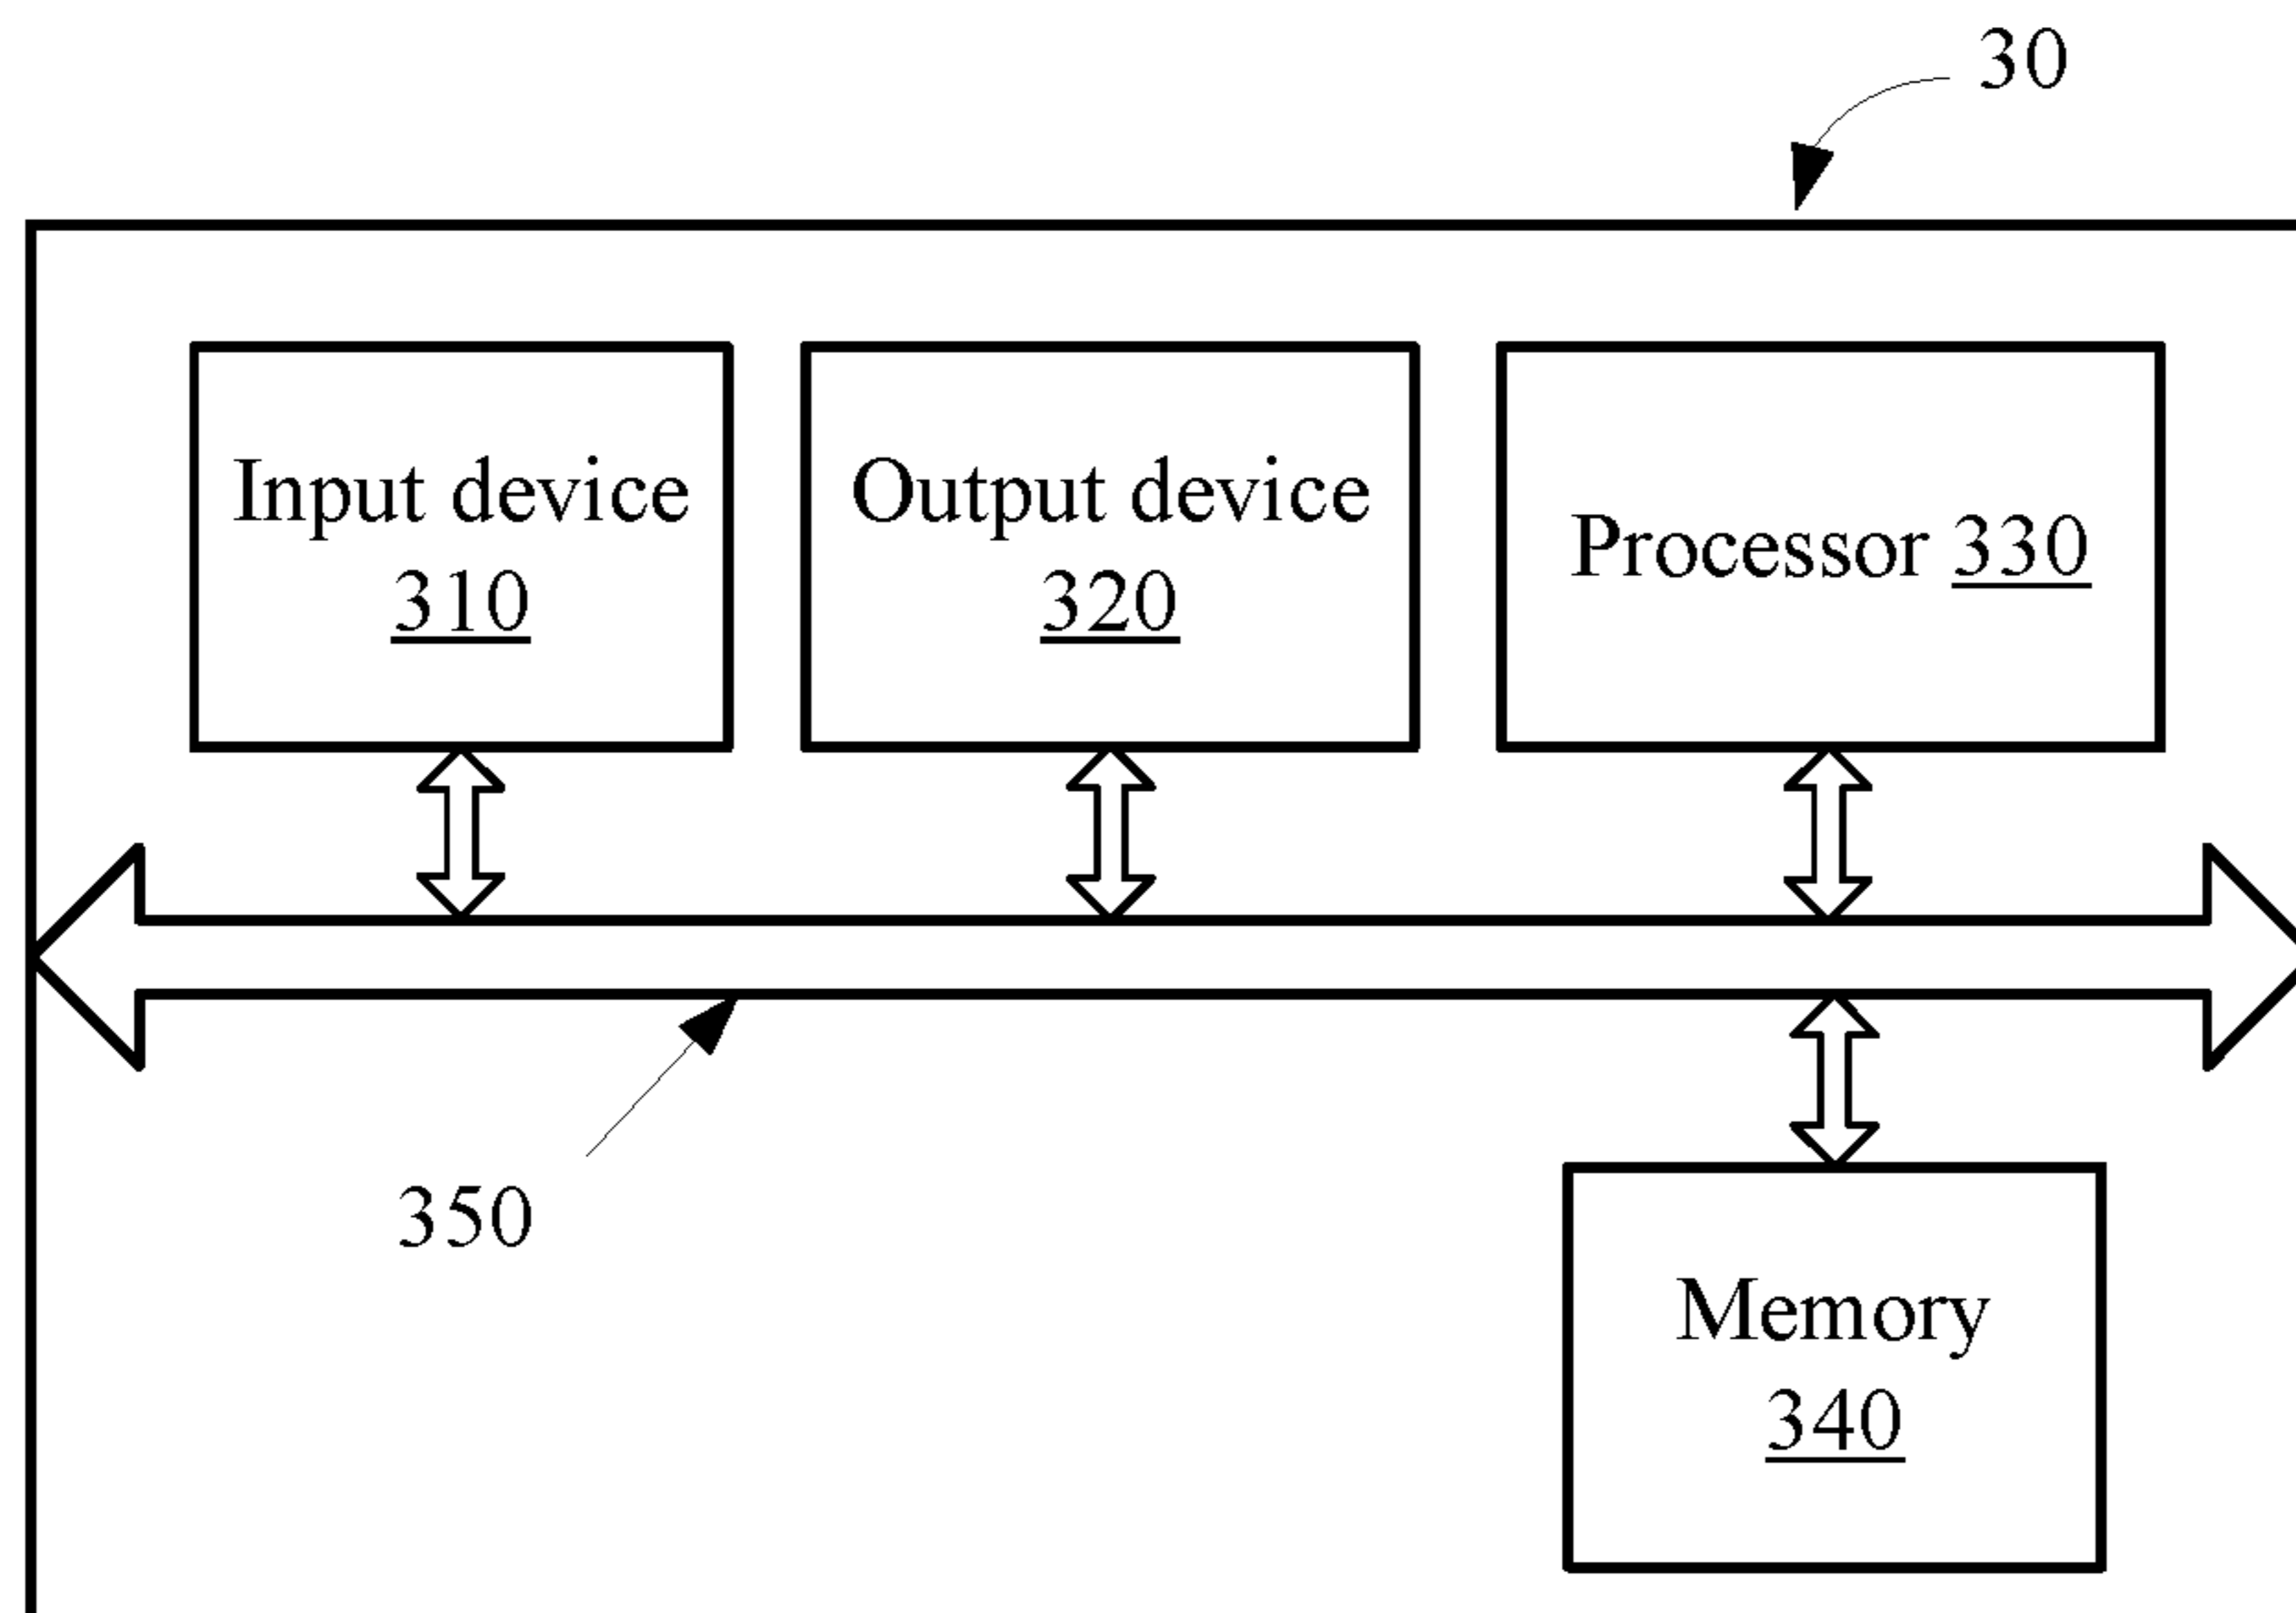 30
Input device
310
Output device
320
Processor 330
350
Memory
340